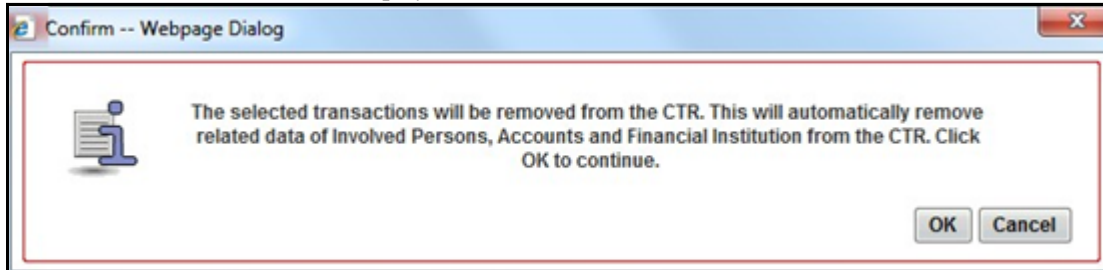 Confirm -- Webpage Dialog
The selected transactions will be removed from the CTR. This will automatically remove
related data of Involved Persons, Accounts and Financial Institution from the CTR. Click
OK to continue.
OK Cancel